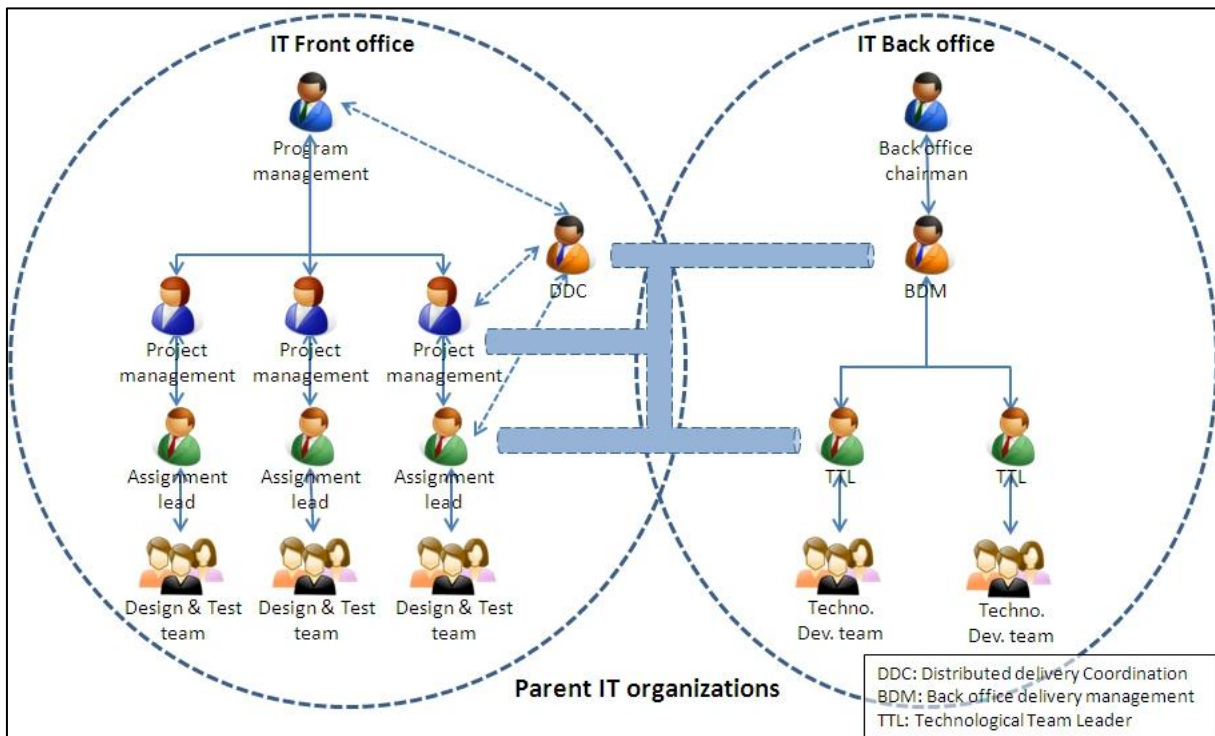 IT Front office
IT Back office
Program
management
Back office
chairman
DDC
BDM
Project
management
Project
management
Project
management
Assignment
lead
Assignment
lead
Assignment
lead
TTL
TTL
Design & Test
team
Design & Test
team
Design & Test
team
Techno.
Dev. team
Techno.
Dev. team
Parent IT organizations
DDC: Distributed delivery Coordination
BDM: Back office delivery management
TTL: Technological Team Leader